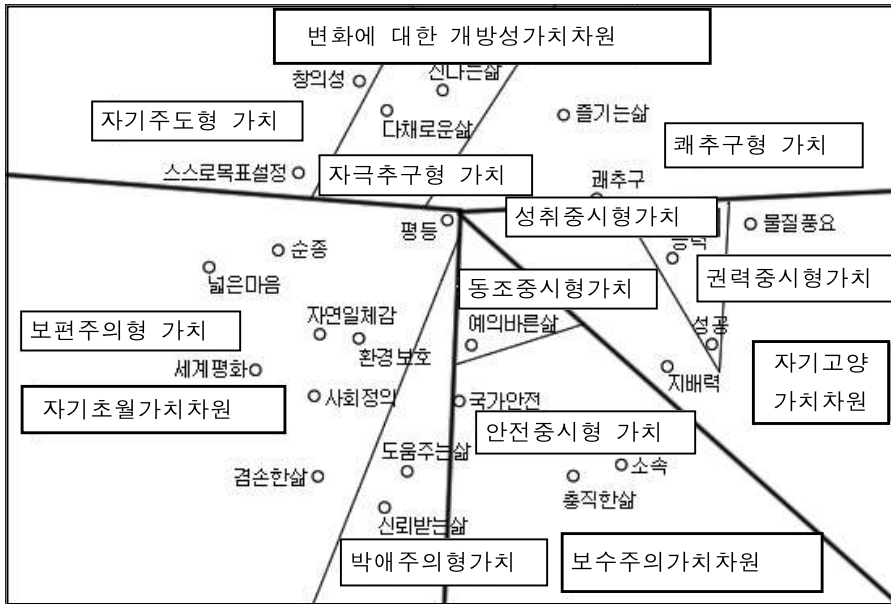 변화에 대한 개방성가치차원
창의성
신나는삶
다채로운삶
즐기는삶
자기주도형 가치
쾌추구형 가치
스스로목표설정
자극추구형 가치
쾌추구
성취중시형가치
평등
물질풍요
능력
순종
넓은마음
동조중시형가치
권력중시형가치
보편주의형 가치
자연일체감
예의바른삶
환경보호
성공
세계평화
지배력
자기고양
가치차원
자기초월가치차원
사회정의
국가안전
안전중시형 가치
도움주는삶
소속
겸손한삶
충직한삶
신뢰받는삶
박애주의형가치
보수주의가치차원